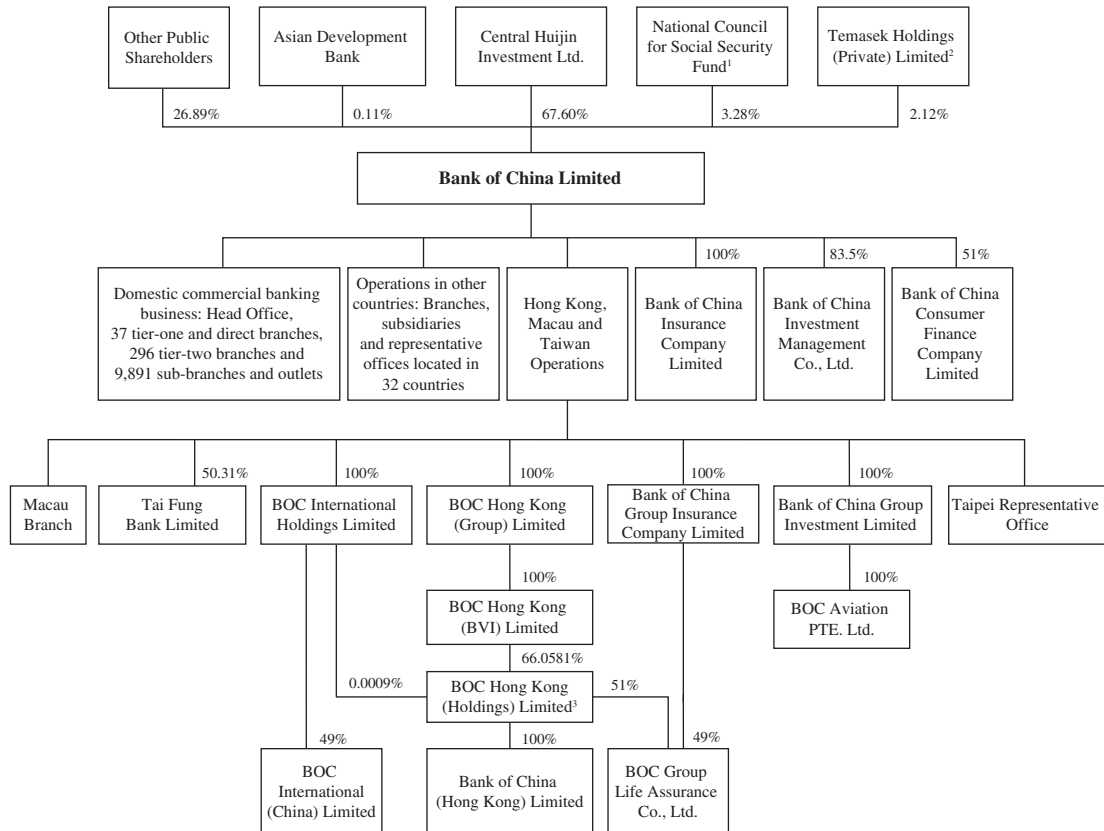 Other Public
Shareholders
Asian Development
Bank
Central Huijin
Investment Ltd.
National Council
for Social Security
Fund¹
Temasek Holdings
(Private) Limited²
26.89%
0.11%
67.60%
3.28%
2.12%
Bank of China Limited
100%
83.5%
51%
Domestic commercial banking
business: Head Office,
37 tier-one and direct branches,
296 tier-two branches and
9,891 sub-branches and outlets
Operations in other
countries: Branches,
subsidiaries
and representative
offices located in
32 countries
Hong Kong,
Macau and
Taiwan
Operations
Bank of China
Insurance
Company
Limited
Bank of China
Investment
Management
Co., Ltd.
Bank of China
Consumer
Finance
Company
Limited
50.31%
100%
100%
100%
100%
Macau
Branch
Tai Fung
Bank Limited
BOC International
Holdings Limited
BOC Hong Kong
(Group) Limited
Bank of China
Group Insurance
Company Limited
Bank of China Group
Investment Limited
Taipei Representative
Office
100%
100%
BOC Hong Kong
(BVI) Limited
BOC Aviation
PTE. Ltd.
66.0581%
0.0009%
BOC Hong Kong
(Holdings) Limited³
51%
49%
100%
49%
BOC
International
(China) Limited
Bank of China
(Hong Kong) Limited
BOC Group
Life Assurance
Co., Ltd.